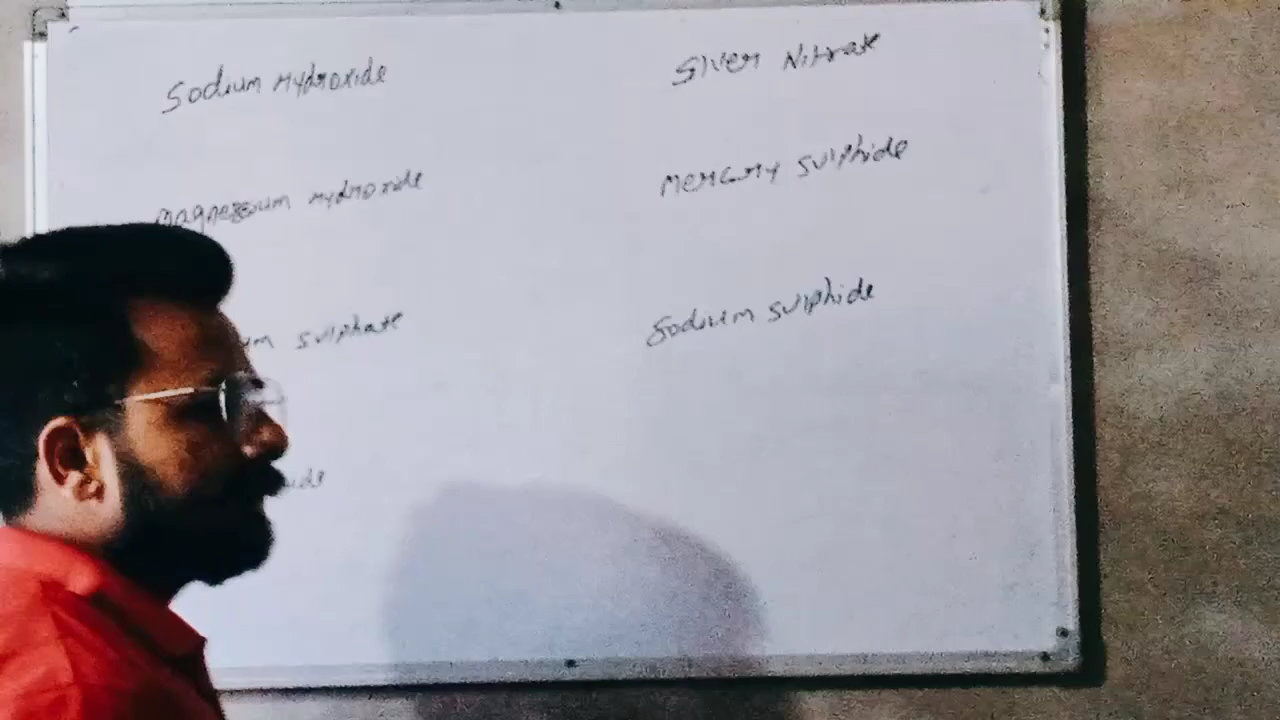 Sodium Hydroxide
Magnesium Hydroxide
sulphate
Silver Nitrate
Mercury sulphide
Sodium sulphide